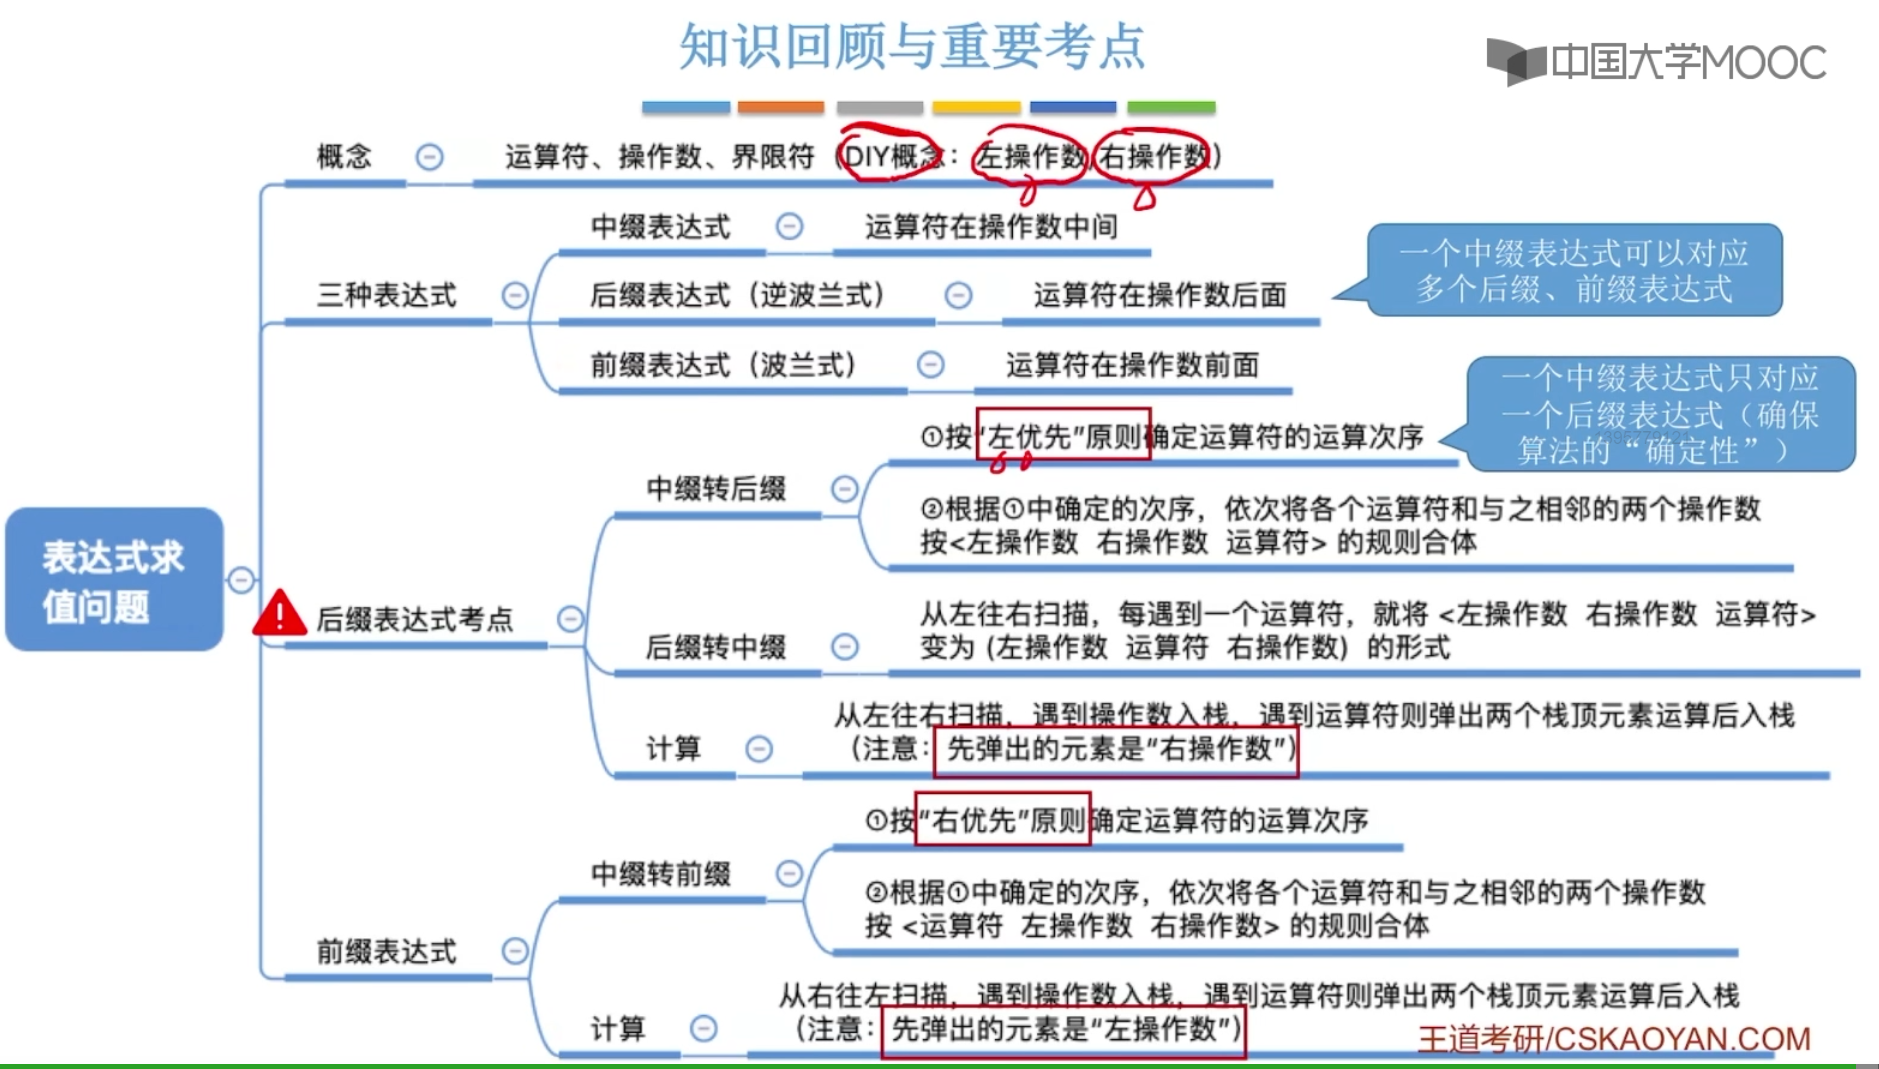 知识回顾与重要考点
中国大学MOOC
概念
运算符、操作数、界限符（DIY概念：左操作数/右操作数）
中缀表达式
运算符在操作数中间
三种表达式
后缀表达式（逆波兰式）
运算符在操作数后面
一个中缀表达式可以对应
多个后缀、前缀表达式
前缀表达式（波兰式）
运算符在操作数前面
①按“左优先”原则确定运算符的运算次序
一个中缀表达式只对应
一个后缀表达式（确保
算法的“确定性”）
中缀转后缀
②根据①中确定的次序，依次将各个运算符和与之相邻的两个操作数
按<左操作数 右操作数 运算符> 的规则合体
表达式求
值问题
后缀表达式考点
后缀转中缀
从左往右扫描，每遇到一个运算符，就将 <左操作数 右操作数 运算符>
变为 (左操作数 运算符 右操作数) 的形式
计算
从左往右扫描，遇到操作数入栈，遇到运算符则弹出两个栈顶元素运算后入栈
（注意：先弹出的元素是“右操作数”）
①按“右优先”原则确定运算符的运算次序
中缀转前缀
②根据①中确定的次序，依次将各个运算符和与之相邻的两个操作数
按 <运算符 左操作数 右操作数> 的规则合体
前缀表达式
计算
从右往左扫描，遇到操作数入栈，遇到运算符则弹出两个栈顶元素运算后入栈
（注意：先弹出的元素是“左操作数”）
王道考研/CSKAOYAN.COM